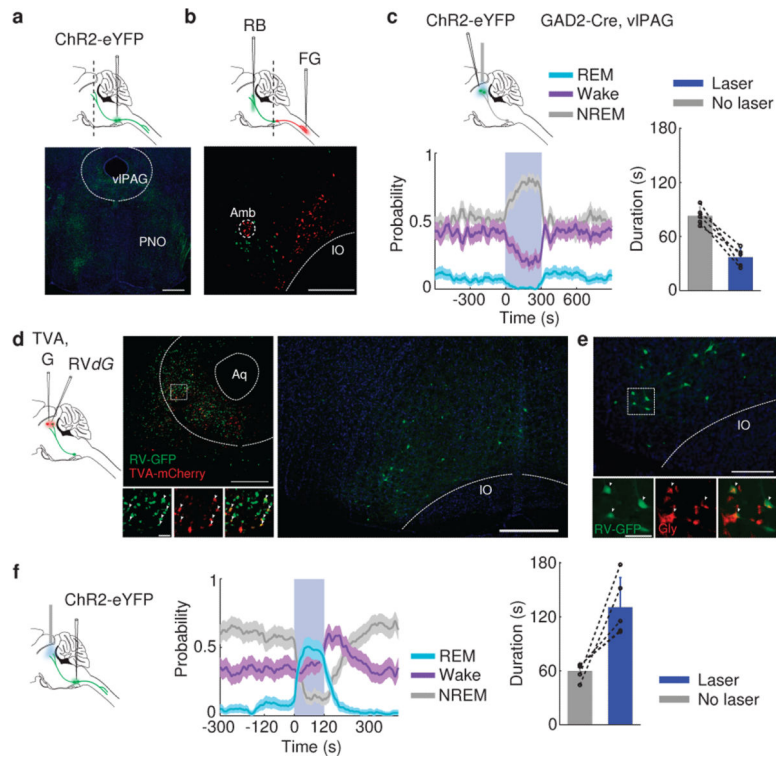 a
ChR2-eYFP
vlPAG
PNO
b
RB
FG
Amb
IO
c
GAD2-Cre, vlPAG
REM
Wake
NREM
Laser
No laser
Probability
1
0.5
0
-300 0 300 600
Time (s)
Duration (s)
180
120
60
0
d
TVA,
G
RVdG
Aq
RV-GFP
TVA-mCherry
IO
e
IO
RV-GFP
Gly
f
ChR2-eYFP
Probability
1
0.5
0
-300 -120 0 120 300
Time (s)
REM
Wake
NREM
Duration (s)
180
120
60
0
Laser
No laser